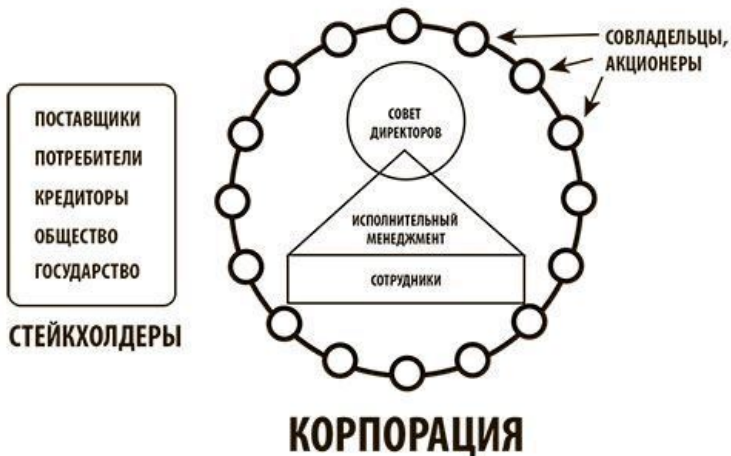 ПОСТАВЩИКИ
ПОТРЕБИТЕЛИ
КРЕДИТОРЫ
ОБЩЕСТВО
ГОСУДАРСТВО
СТЕЙКХОЛДЕРЫ
СОВЕТ
ДИРЕКТОРОВ
ИСПОЛНИТЕЛЬНЫЙ
МЕНЕДЖМЕНТ
СОТРУДНИКИ
СОВЛАДЕЛЬЦЫ,
АКЦИОНЕРЫ
КОРПОРАЦИЯ